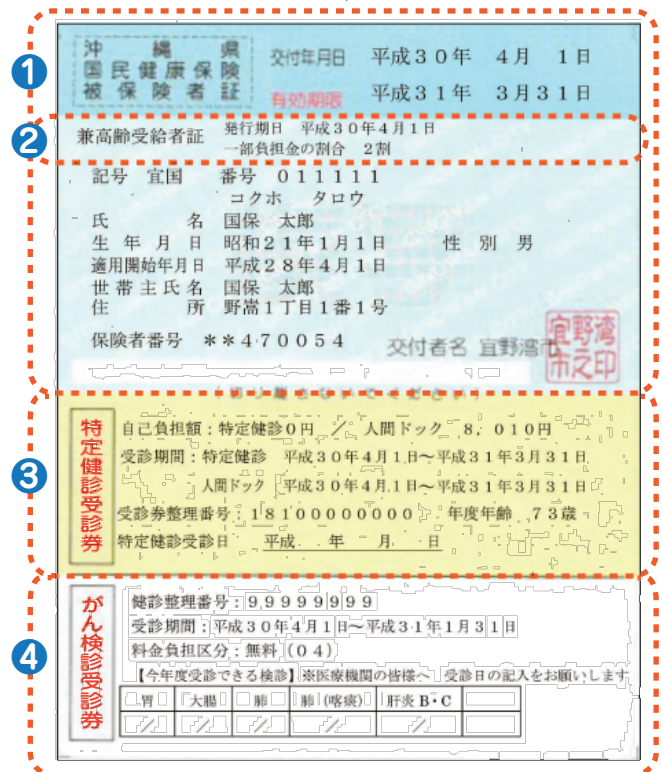 1
沖縄県
国民健康保険
被保険者証
交付年月日 平成30年 4月 1日
有効期限 平成31年 3月31日
2
兼高齢受給者証
発行期日 平成30年4月1日
一部負担金の割合 2割
記号 宜国 番号 011111
コクホ タロウ
氏名 国保 太郎
生年月日 昭和21年1月1日 性別 男
適用開始年月日 平成28年4月1日
世帯主氏名 国保 太郎
住所 野嵩1丁目1番1号
保険者番号 **470054
交付者名 宜野湾市
宜野湾市之印
(切り離さないでください)
3
特定健診受診券
自己負担額:特定健診0円 / 人間ドック 8,010円
受診期間:特定健診 平成30年4月1日~平成31年3月31日
人間ドック 平成30年4月1日~平成31年3月31日
受診券整理番号:18100000000 年度年齢 73歳
特定健診受診日 平成 年 月 日
4
がん検診受診券
健診整理番号:99999999
受診期間:平成30年4月1日~平成31年1月31日
料金負担区分:無料(04)
【今年度受診できる検診】※医療機関の皆様へ 受診日の記入をお願いします
胃 大腸 肺 肺(喀痰) 肝炎B・C
/ / / / /